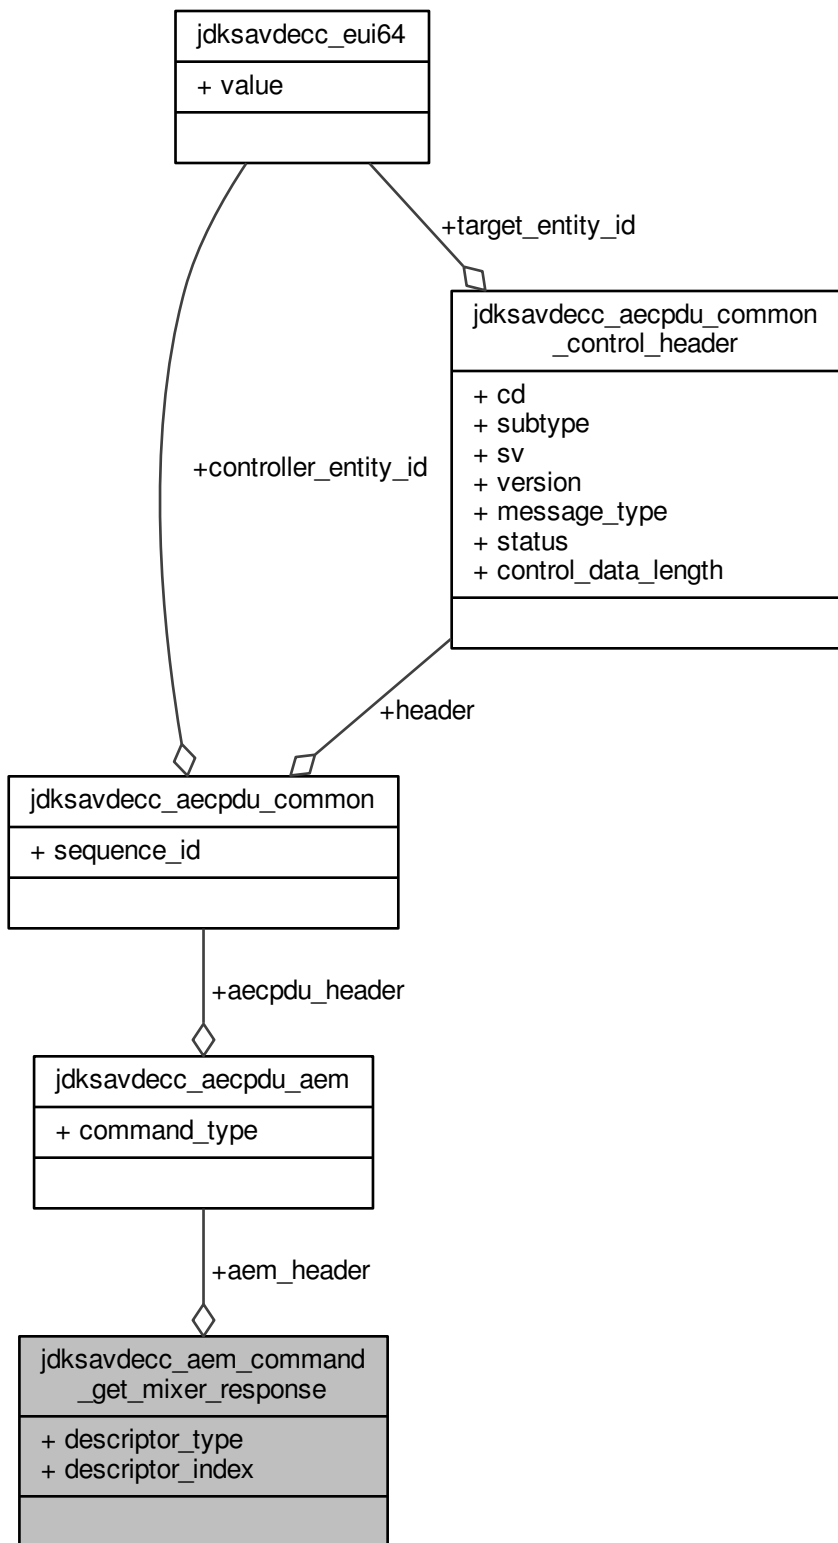 jdksavdecc_eui64
+ value
+target_entity_id
jdksavdecc_aecpdu_common
_control_header
+ cd
+ subtype
+ sv
+ version
+ message_type
+ status
+ control_data_length
+controller_entity_id
+header
jdksavdecc_aecpdu_common
+ sequence_id
+aecpdu_header
jdksavdecc_aecpdu_aem
+ command_type
+aem_header
jdksavdecc_aem_command
_get_mixer_response
+ descriptor_type
+ descriptor_index